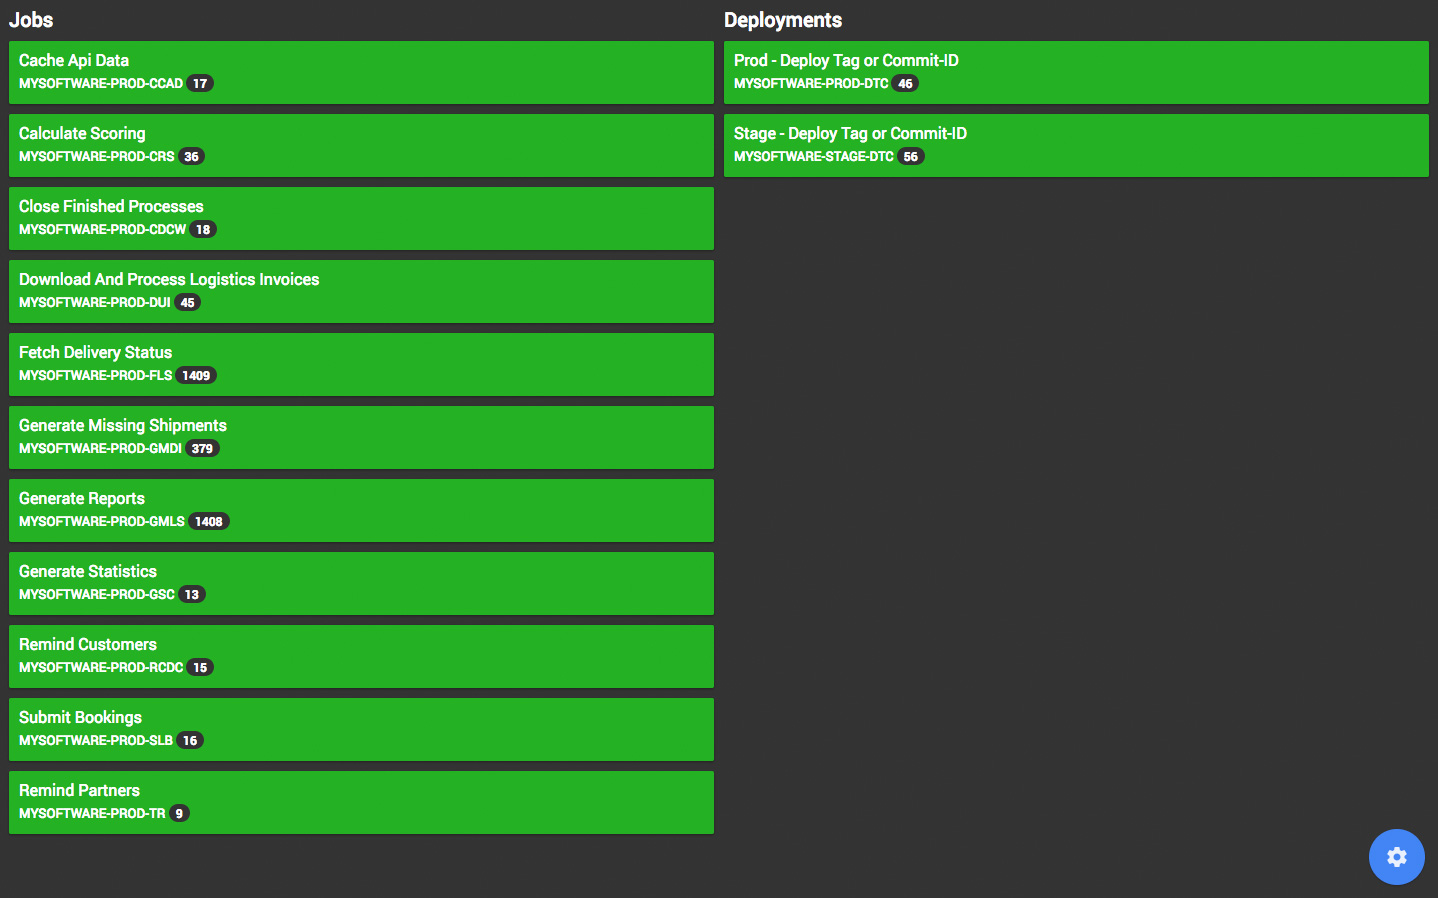 Jobs
Cache Api Data
MYSOFTWARE-PROD-CCAD 17
Calculate Scoring
MYSOFTWARE-PROD-CRS 36
Close Finished Processes
MYSOFTWARE-PROD-CDCW 18
Download And Process Logistics Invoices
MYSOFTWARE-PROD-DUI 45
Fetch Delivery Status
MYSOFTWARE-PROD-FLS 1409
Generate Missing Shipments
MYSOFTWARE-PROD-GMDI 379
Generate Reports
MYSOFTWARE-PROD-GMLS 1408
Generate Statistics
MYSOFTWARE-PROD-GSC 13
Remind Customers
MYSOFTWARE-PROD-RCDC 15
Submit Bookings
MYSOFTWARE-PROD-SLB 16
Remind Partners
MYSOFTWARE-PROD-TR 9
Deployments
Prod - Deploy Tag or Commit-ID
MYSOFTWARE-PROD-DTC 46
Stage - Deploy Tag or Commit-ID
MYSOFTWARE-STAGE-DTC 56